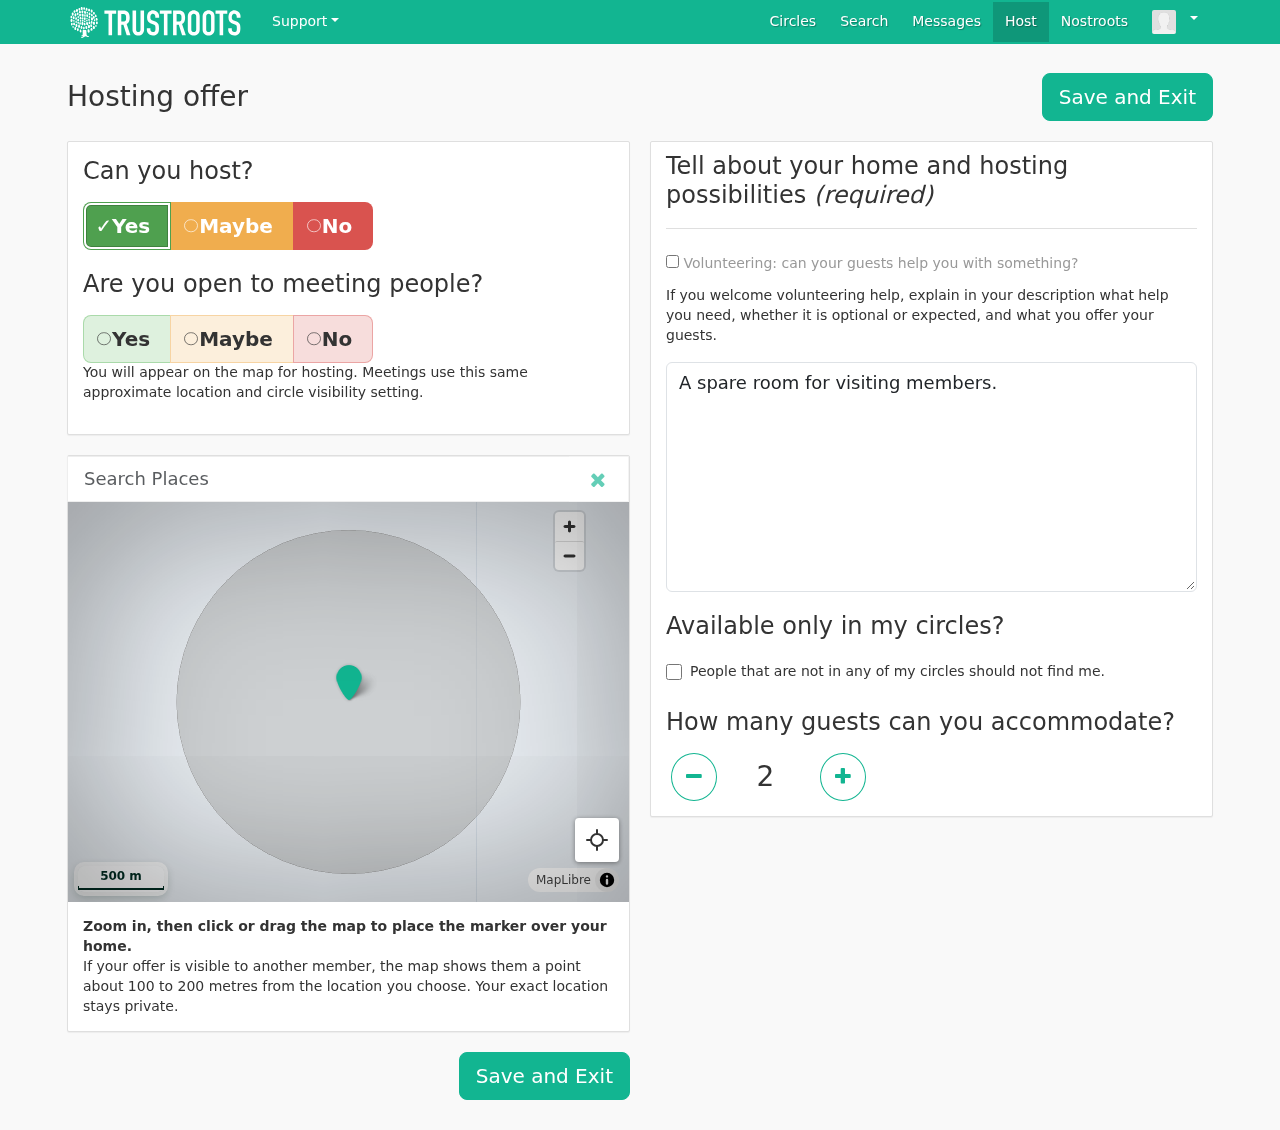 TRUSTROOTS
Support
Circles
Search
Messages
Host
Nostroots
Hosting offer
Save and Exit
Can you host?
✓Yes
Maybe
No
Are you open to meeting people?
Yes
Maybe
No
You will appear on the map for hosting. Meetings use this same
approximate location and circle visibility setting.
Search Places
500 m
MapLibre
Zoom in, then click or drag the map to place the marker over your
home.
If your offer is visible to another member, the map shows them a point
about 100 to 200 metres from the location you choose. Your exact location
stays private.
Save and Exit
Tell about your home and hosting
possibilities (required)
Volunteering: can your guests help you with something?
If you welcome volunteering help, explain in your description what help
you need, whether it is optional or expected, and what you offer your
guests.
A spare room for visiting members.
Available only in my circles?
People that are not in any of my circles should not find me.
How many guests can you accommodate?
2